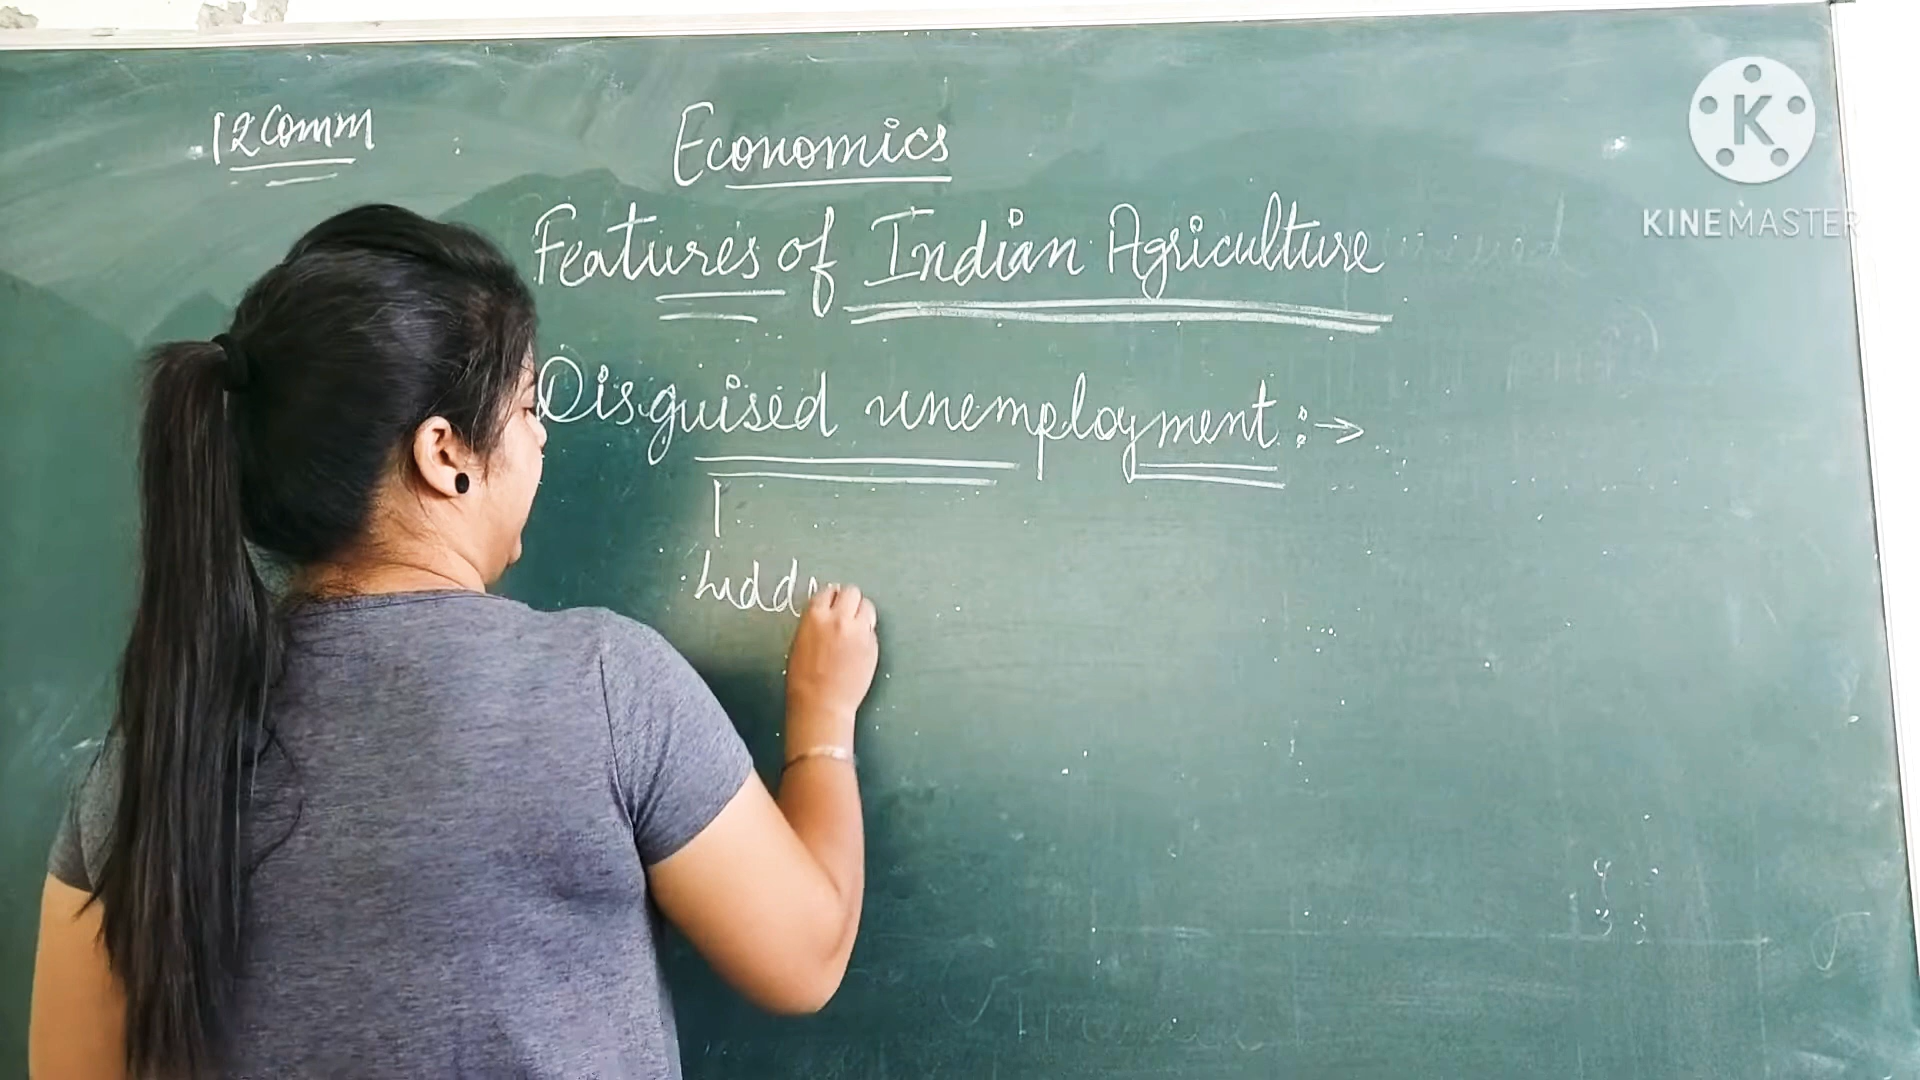 12 Comm
Economics
Features of Indian Agriculture
Disguised unemployment :→
K
KINEMASTER